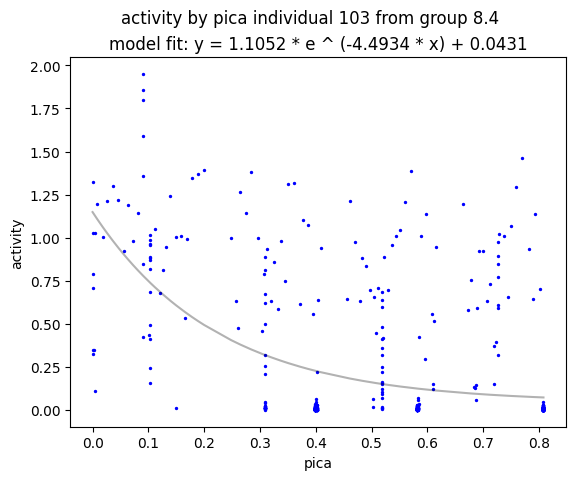 activity by pica individual 103 from group 8.4
model fit: y = 1.1052 * e ^ (-4.4934 * x) + 0.0431
2.00
1.75
1.50
1.25
1.00
0.75
0.50
0.25
0.00
activity
0.0 0.1 0.2 0.3 0.4 0.5 0.6 0.7 0.8
pica